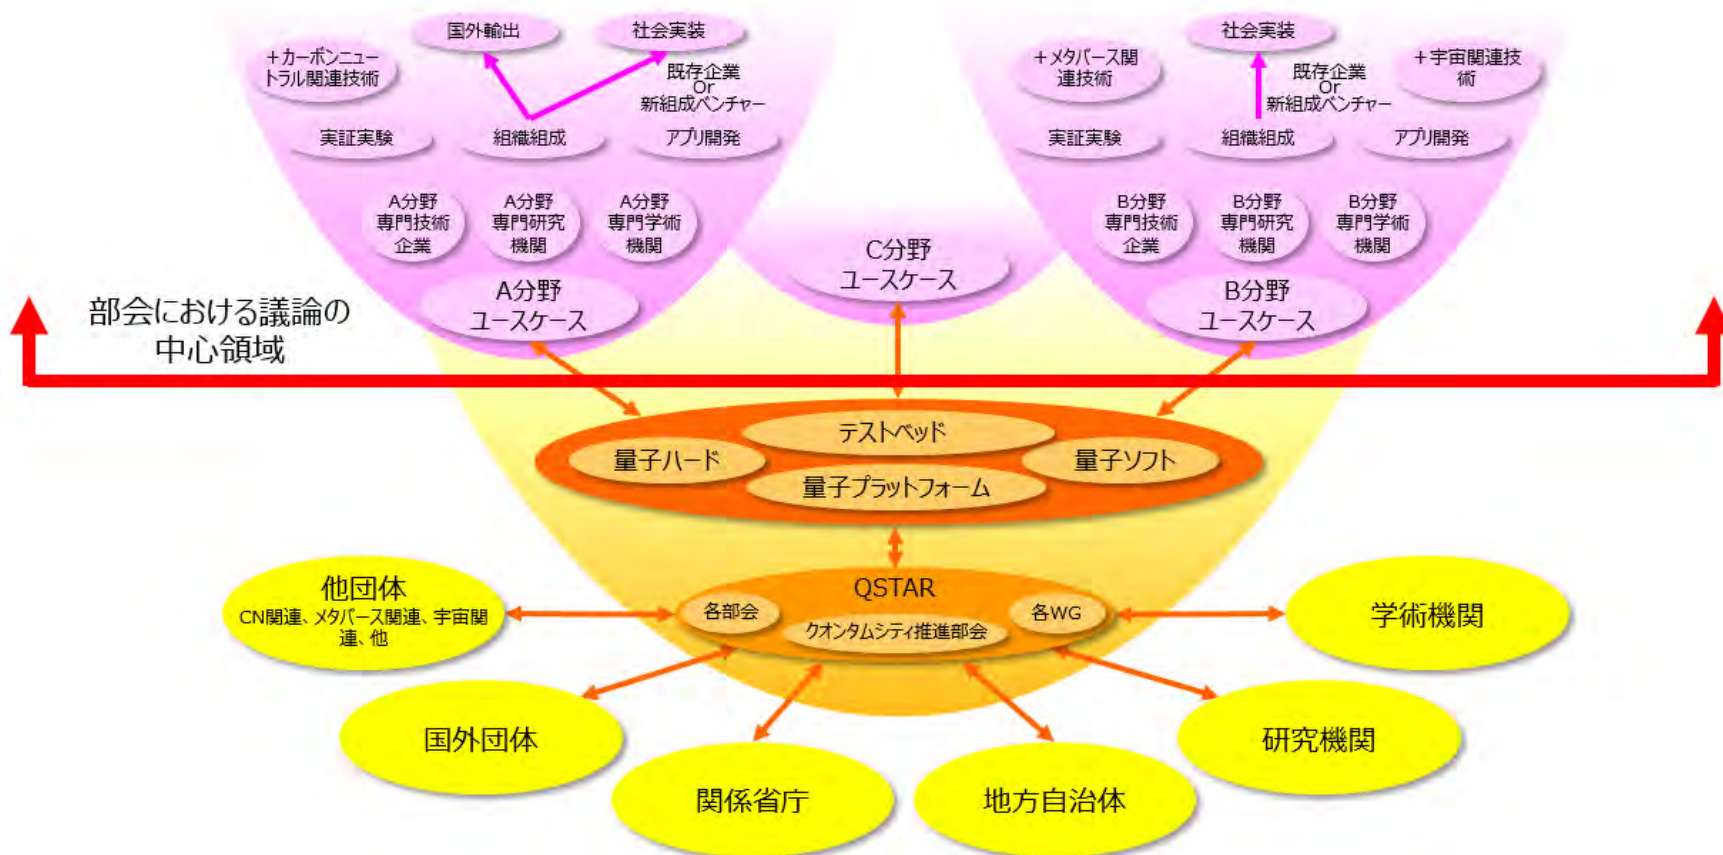 国外輸出
社会実装
+カーボンニュー
トラル関連技術
既存企業
Or
新組成ベンチャー
実証実験
組織組成
アプリ開発
A分野
専門技術
企業
A分野
専門研究
機関
A分野
専門学術
機関
A分野
ユースケース
C分野
ユースケース
社会実装
+メタバース関
連技術
既存企業
Or
新組成ベンチャー
+宇宙関連技
術
実証実験
組織組成
アプリ開発
B分野
専門技術
企業
B分野
専門研究
機関
B分野
専門学術
機関
B分野
ユースケース
部会における議論の
中心領域
テストベッド
量子ハード
量子ソフト
量子プラットフォーム
QSTAR
各部会
クオンタムシティ推進部会
各WG
他団体
CN関連、メタバース関連、宇宙関
連、他
学術機関
国外団体
研究機関
関係省庁
地方自治体